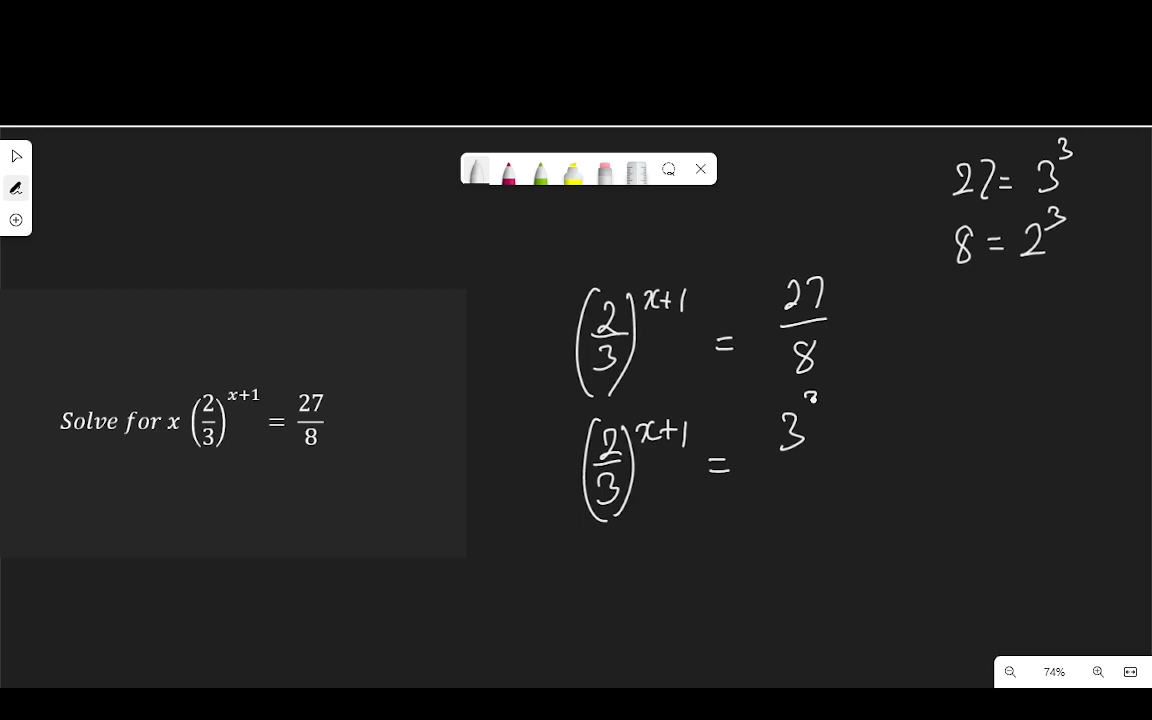 27 = 3^3
8 = 2^3
(2/3)^(x+1) = 27/8
Solve for x (2/3)^(x+1) = 27/8
(2/3)^(x+1) = 3^3
74%